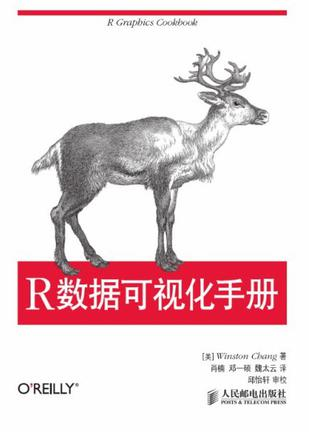 R Graphics Cookbook
R数据可视化手册
[美] Winston Chang 著
肖楠 邓一硕 魏太云 译
邱怡轩 审校
O'REILLY®
人民邮电出版社
POSTS & TELECOM PRESS